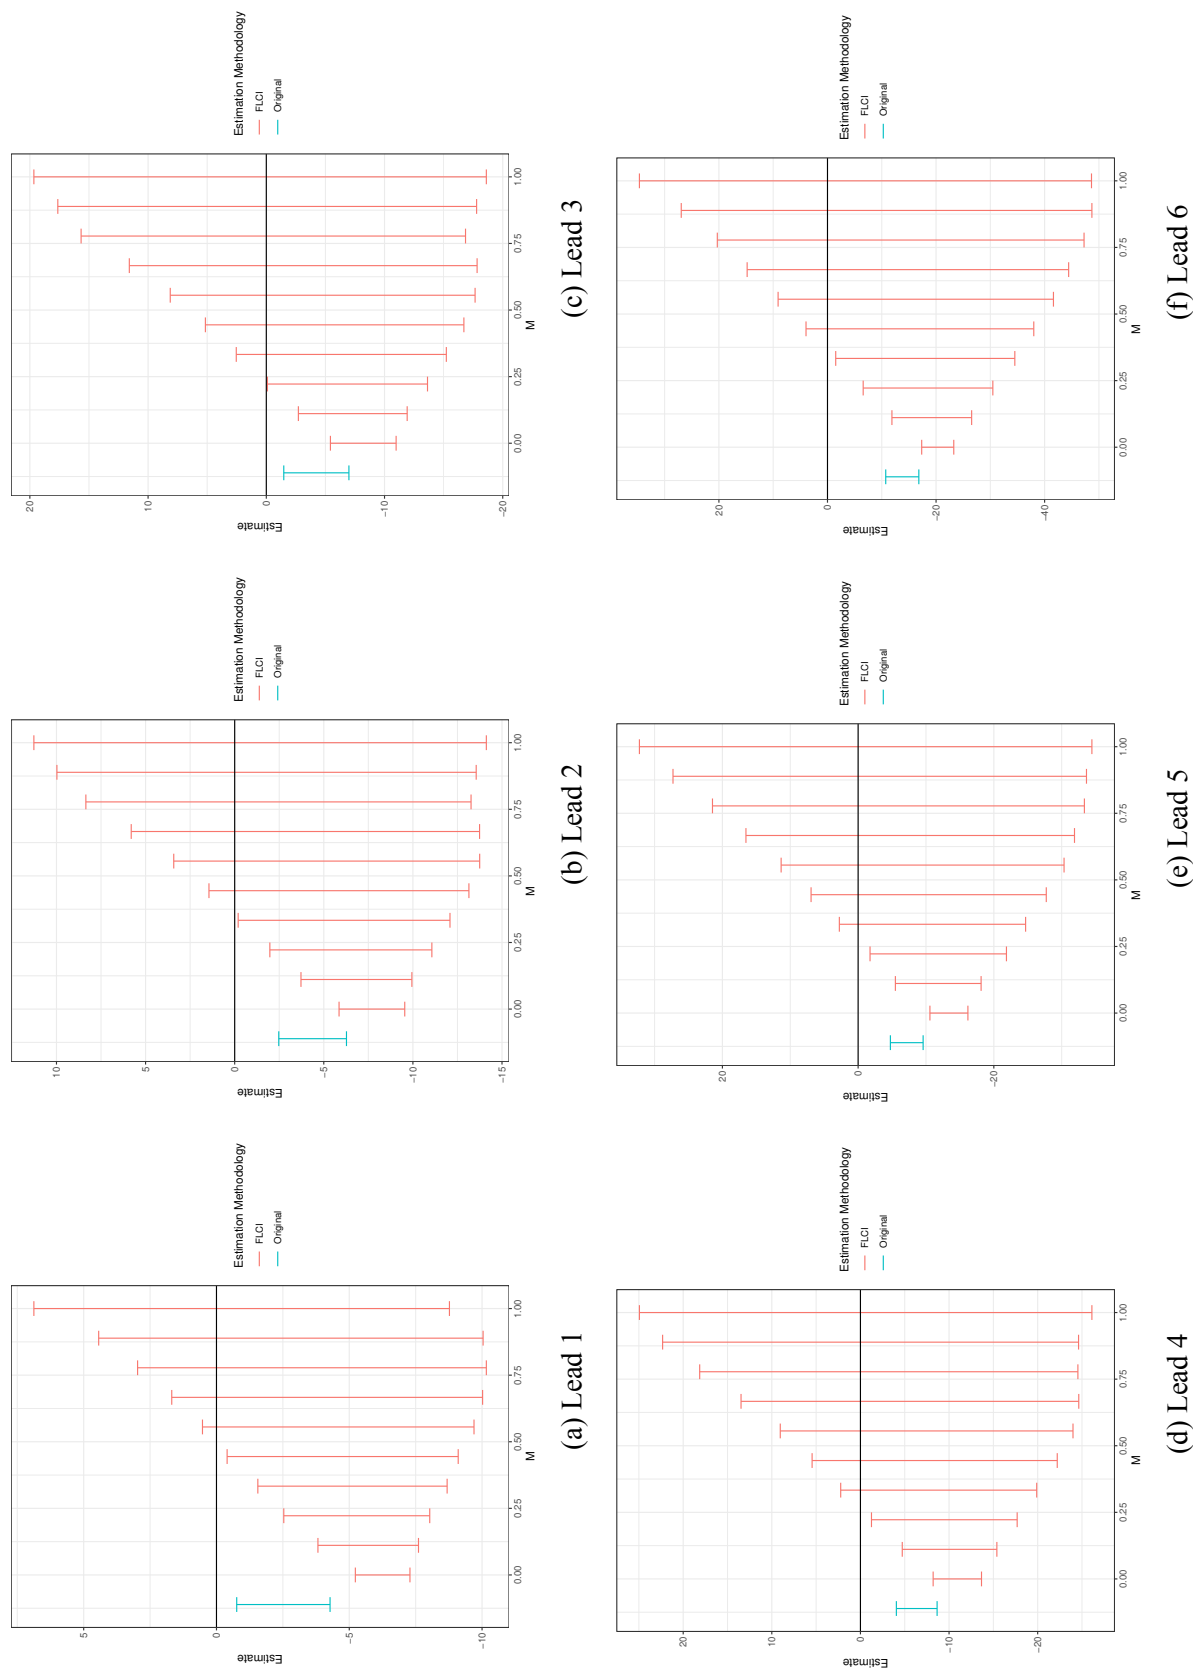 Estimate
5
0
−5
−10
0.00
0.25
0.50
0.75
1.00
M
Estimation Methodology
FLCI
Original
(a) Lead 1
Estimate
10
5
0
−5
−10
−15
0.00
0.25
0.50
0.75
1.00
M
Estimation Methodology
FLCI
Original
(b) Lead 2
Estimate
20
10
0
−10
−20
0.00
0.25
0.50
0.75
1.00
M
Estimation Methodology
FLCI
Original
(c) Lead 3
Estimate
20
10
0
−10
−20
0.00
0.25
0.50
0.75
1.00
M
Estimation Methodology
FLCI
Original
(d) Lead 4
Estimate
20
0
−20
0.00
0.25
0.50
0.75
1.00
M
Estimation Methodology
FLCI
Original
(e) Lead 5
Estimate
20
0
−20
−40
0.00
0.25
0.50
0.75
1.00
M
Estimation Methodology
FLCI
Original
(f) Lead 6